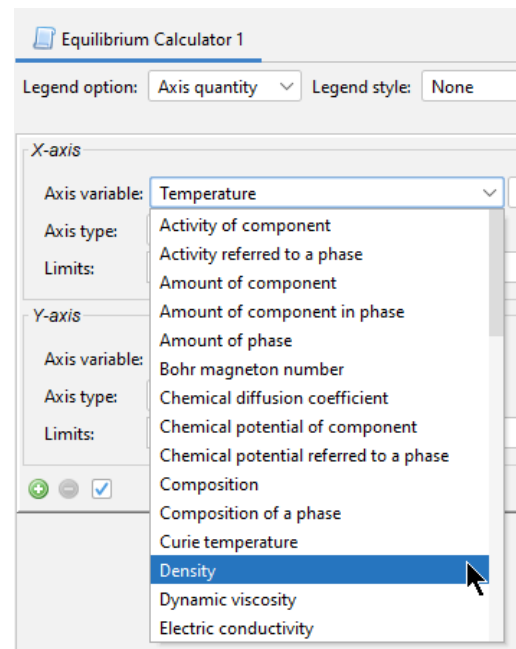 Equilibrium Calculator 1
Legend option: Axis quantity Legend style: None
X-axis
Axis variable: Temperature
Axis type:
Limits:
Activity of component
Activity referred to a phase
Amount of component
Amount of component in phase
Amount of phase
Bohr magneton number
Chemical diffusion coefficient
Chemical potential of component
Chemical potential referred to a phase
Composition
Composition of a phase
Curie temperature
Density
Dynamic viscosity
Electric conductivity
Y-axis
Axis variable:
Axis type:
Limits: